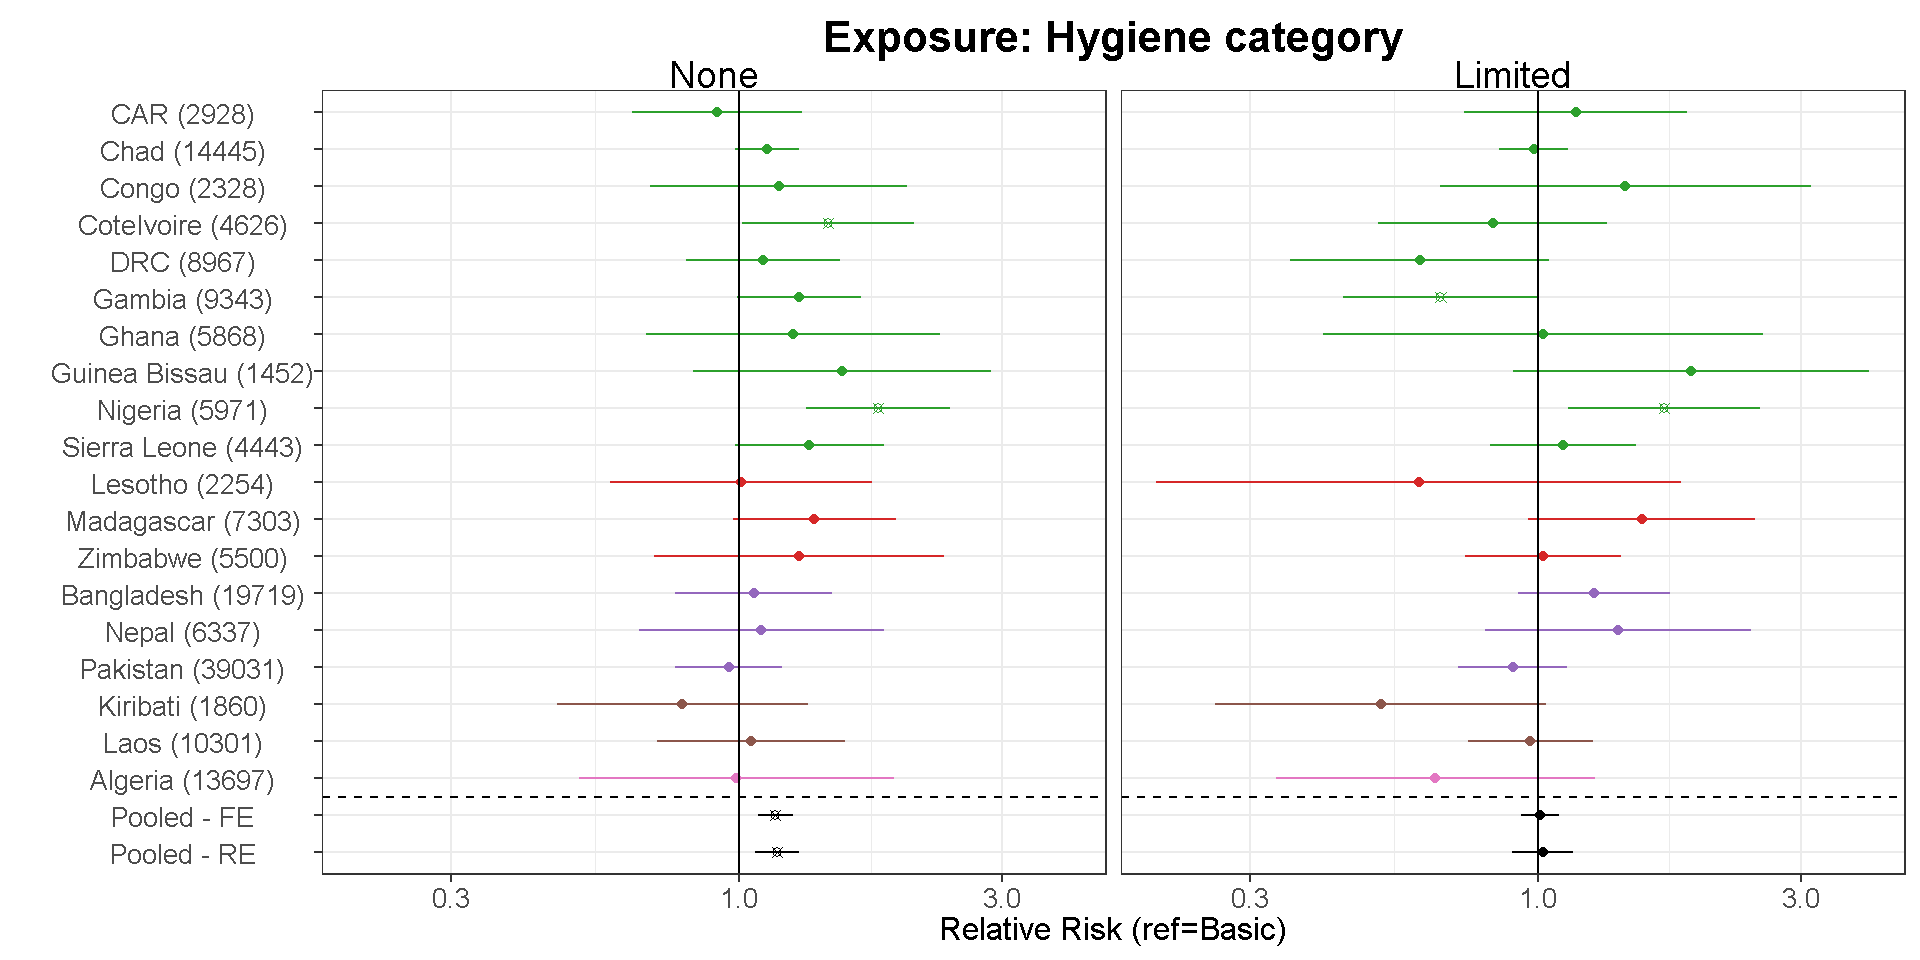 Exposure: Hygiene category
None
Limited
CAR (2928)
Chad (14445)
Congo (2328)
CoteIvoire (4626)
DRC (8967)
Gambia (9343)
Ghana (5868)
Guinea Bissau (1452)
Nigeria (5971)
Sierra Leone (4443)
Lesotho (2254)
Madagascar (7303)
Zimbabwe (5500)
Bangladesh (19719)
Nepal (6337)
Pakistan (39031)
Kiribati (1860)
Laos (10301)
Algeria (13697)
Pooled - FE
Pooled - RE
0.3 1.0 3.0 0.3 1.0 3.0
Relative Risk (ref=Basic)